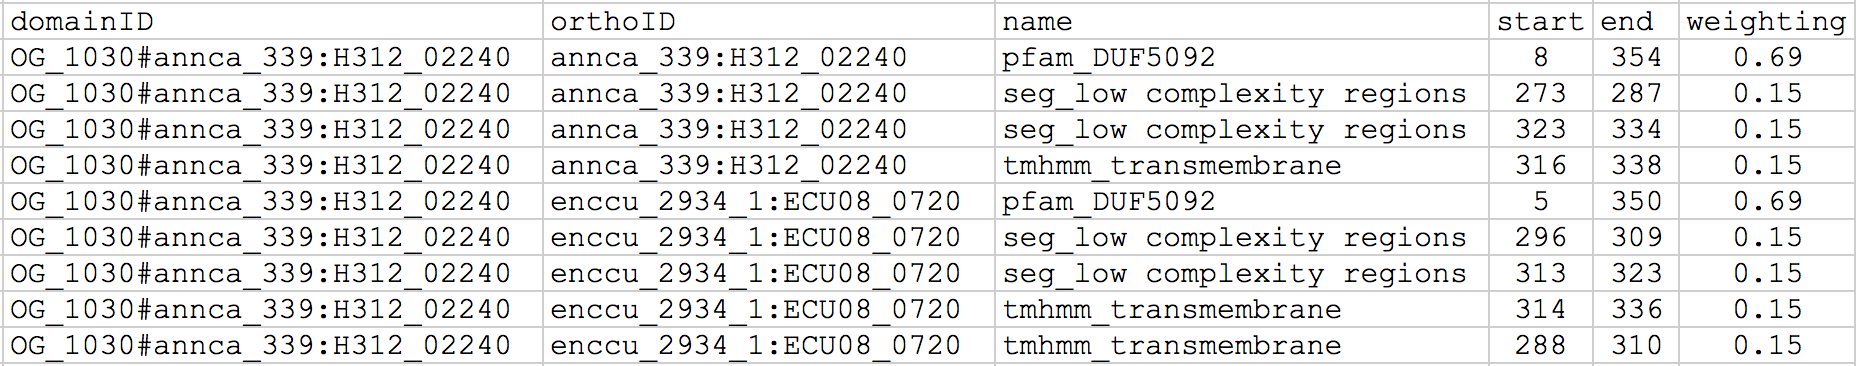 domainID orthoID name start end weighting
OG_1030#annca_339:H312_02240 annca_339:H312_02240 pfam_DUF5092 8 354 0.69
OG_1030#annca_339:H312_02240 annca_339:H312_02240 seg_low complexity regions 273 287 0.15
OG_1030#annca_339:H312_02240 annca_339:H312_02240 seg_low complexity regions 323 334 0.15
OG_1030#annca_339:H312_02240 annca_339:H312_02240 tmhmm_transmembrane 316 338 0.15
OG_1030#annca_339:H312_02240 enccu_2934_1:ECU08_0720 pfam_DUF5092 5 350 0.69
OG_1030#annca_339:H312_02240 enccu_2934_1:ECU08_0720 seg_low complexity regions 296 309 0.15
OG_1030#annca_339:H312_02240 enccu_2934_1:ECU08_0720 seg_low complexity regions 313 323 0.15
OG_1030#annca_339:H312_02240 enccu_2934_1:ECU08_0720 tmhmm_transmembrane 314 336 0.15
OG_1030#annca_339:H312_02240 enccu_2934_1:ECU08_0720 tmhmm_transmembrane 288 310 0.15